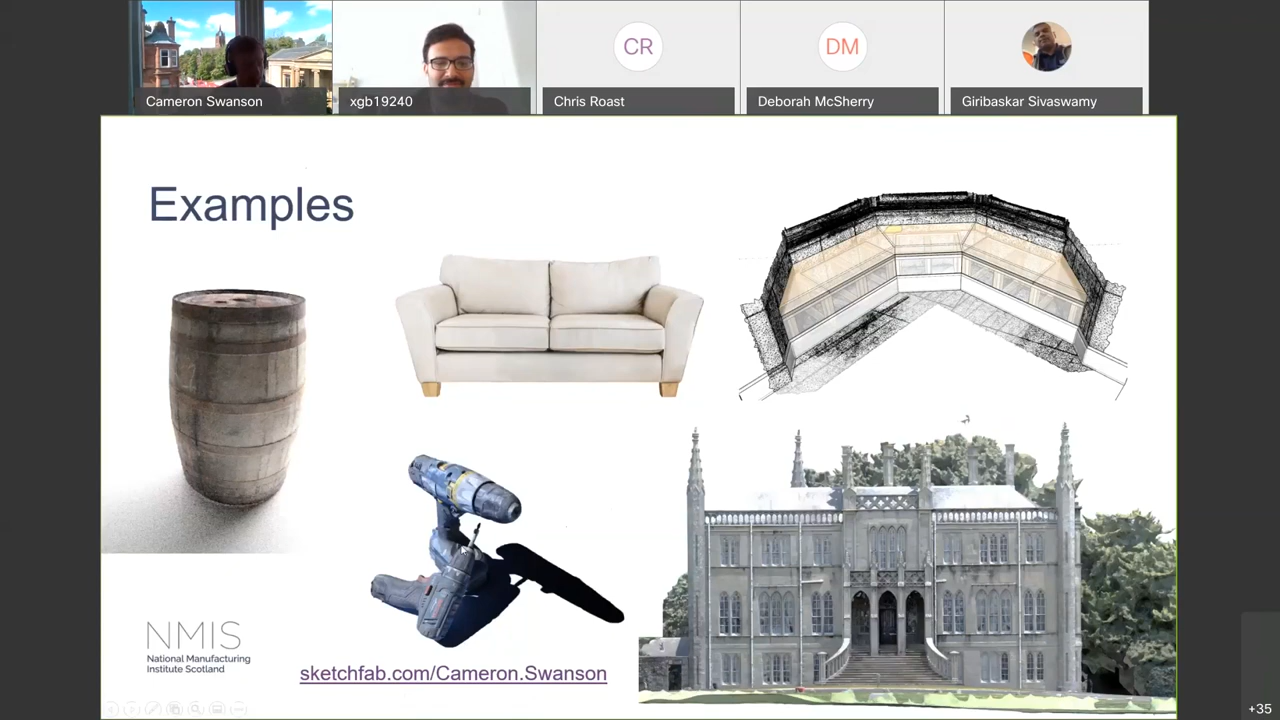 Cameron Swanson
xgb19240
CR
Chris Roast
DM
Deborah McSherry
Giribaskar Sivaswamy
Examples
NMIS
National Manufacturing
Institute Scotland
sketchfab.com/Cameron.Swanson
+35